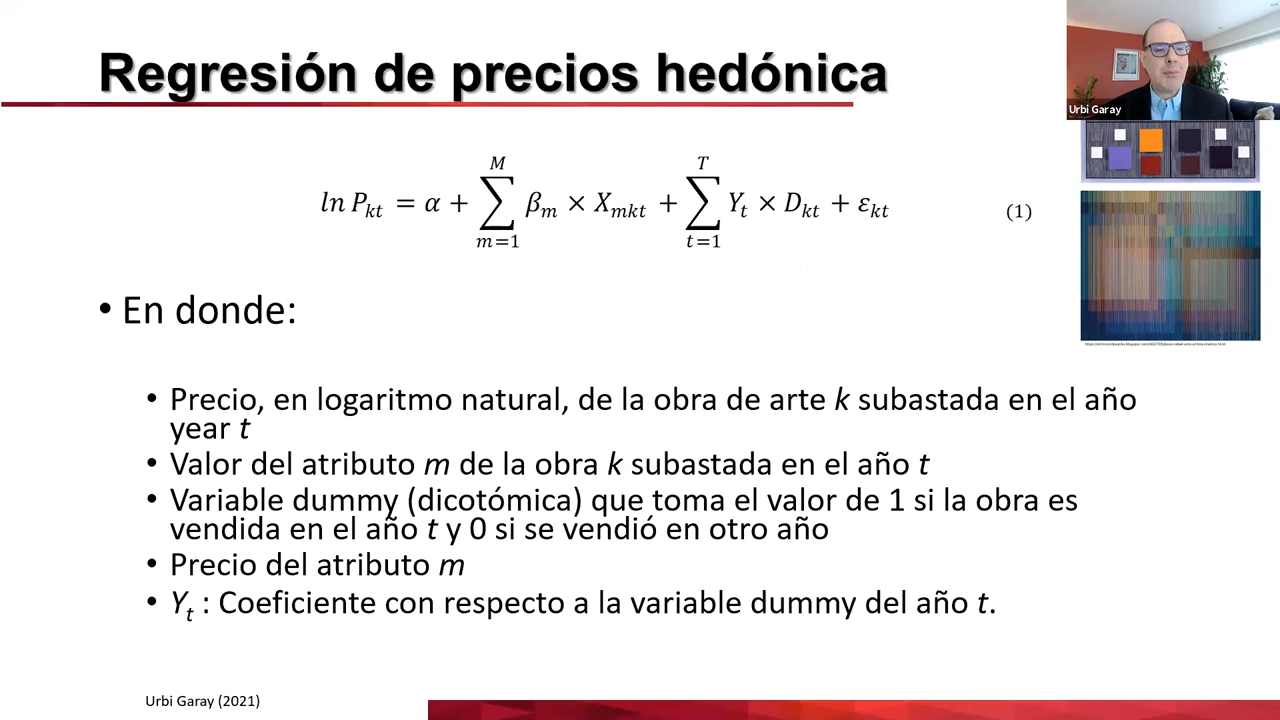 Regresión de precios hedónica
Urbi Garay
ln P_kt = α + ∑_{m=1}^{M} β_m × X_mkt + ∑_{t=1}^{T} Y_t × D_kt + ε_kt (1)
• En donde:
• Precio, en logaritmo natural, de la obra de arte k subastada en el año
year t
• Valor del atributo m de la obra k subastada en el año t
• Variable dummy (dicotómica) que toma el valor de 1 si la obra es
vendida en el año t y 0 si se vendió en otro año
• Precio del atributo m
• Y_t : Coeficiente con respecto a la variable dummy del año t.
Urbi Garay (2021)